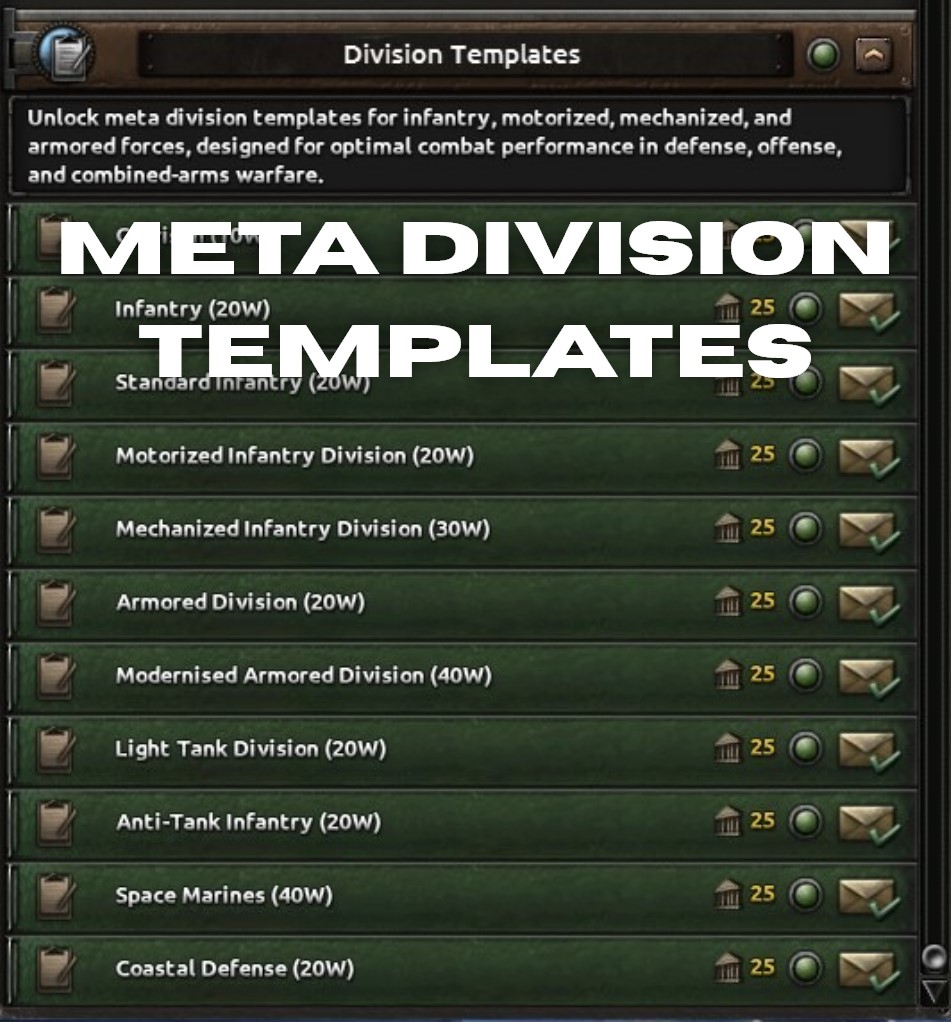 Division Templates
Unlock meta division templates for infantry, motorized, mechanized, and
armored forces, designed for optimal combat performance in defense, offense,
and combined-arms warfare.
META DIVISION
Infantry (20W) 25
TEMPLATES
Standard Infantry (20W) 25
Motorized Infantry Division (20W) 25
Mechanized Infantry Division (30W) 25
Armored Division (20W) 25
Modernised Armored Division (40W) 25
Light Tank Division (20W) 25
Anti-Tank Infantry (20W) 25
Space Marines (40W) 25
Coastal Defense (20W) 25